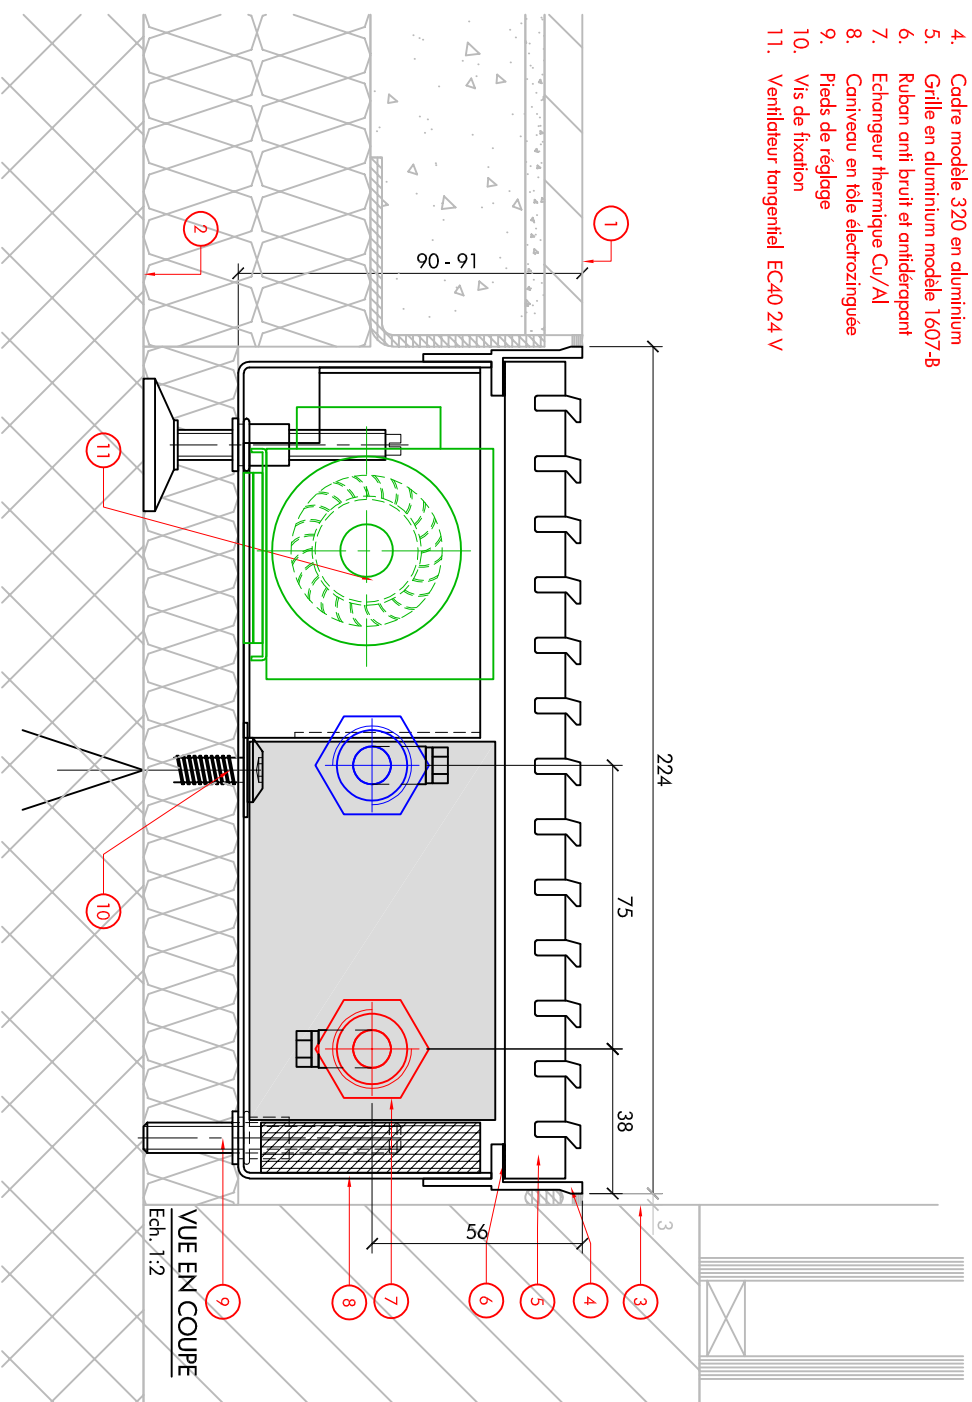 4. Cadre modèle 320 en aluminium
5. Grille en aluminium modèle 1607-B
6. Ruban anti bruit et antidérapant
7. Echangeur thermique Cu/Al
8. Caniveau en tôle électrozinguée
9. Pieds de réglage
10. Vis de fixation
11. Ventilateur tangentiel EC40 24 V
1
2
90 - 91
11
10
224
75
38
3
56
9
8
7
6
5
4
3
VUE EN COUPE
Ech. 1:2